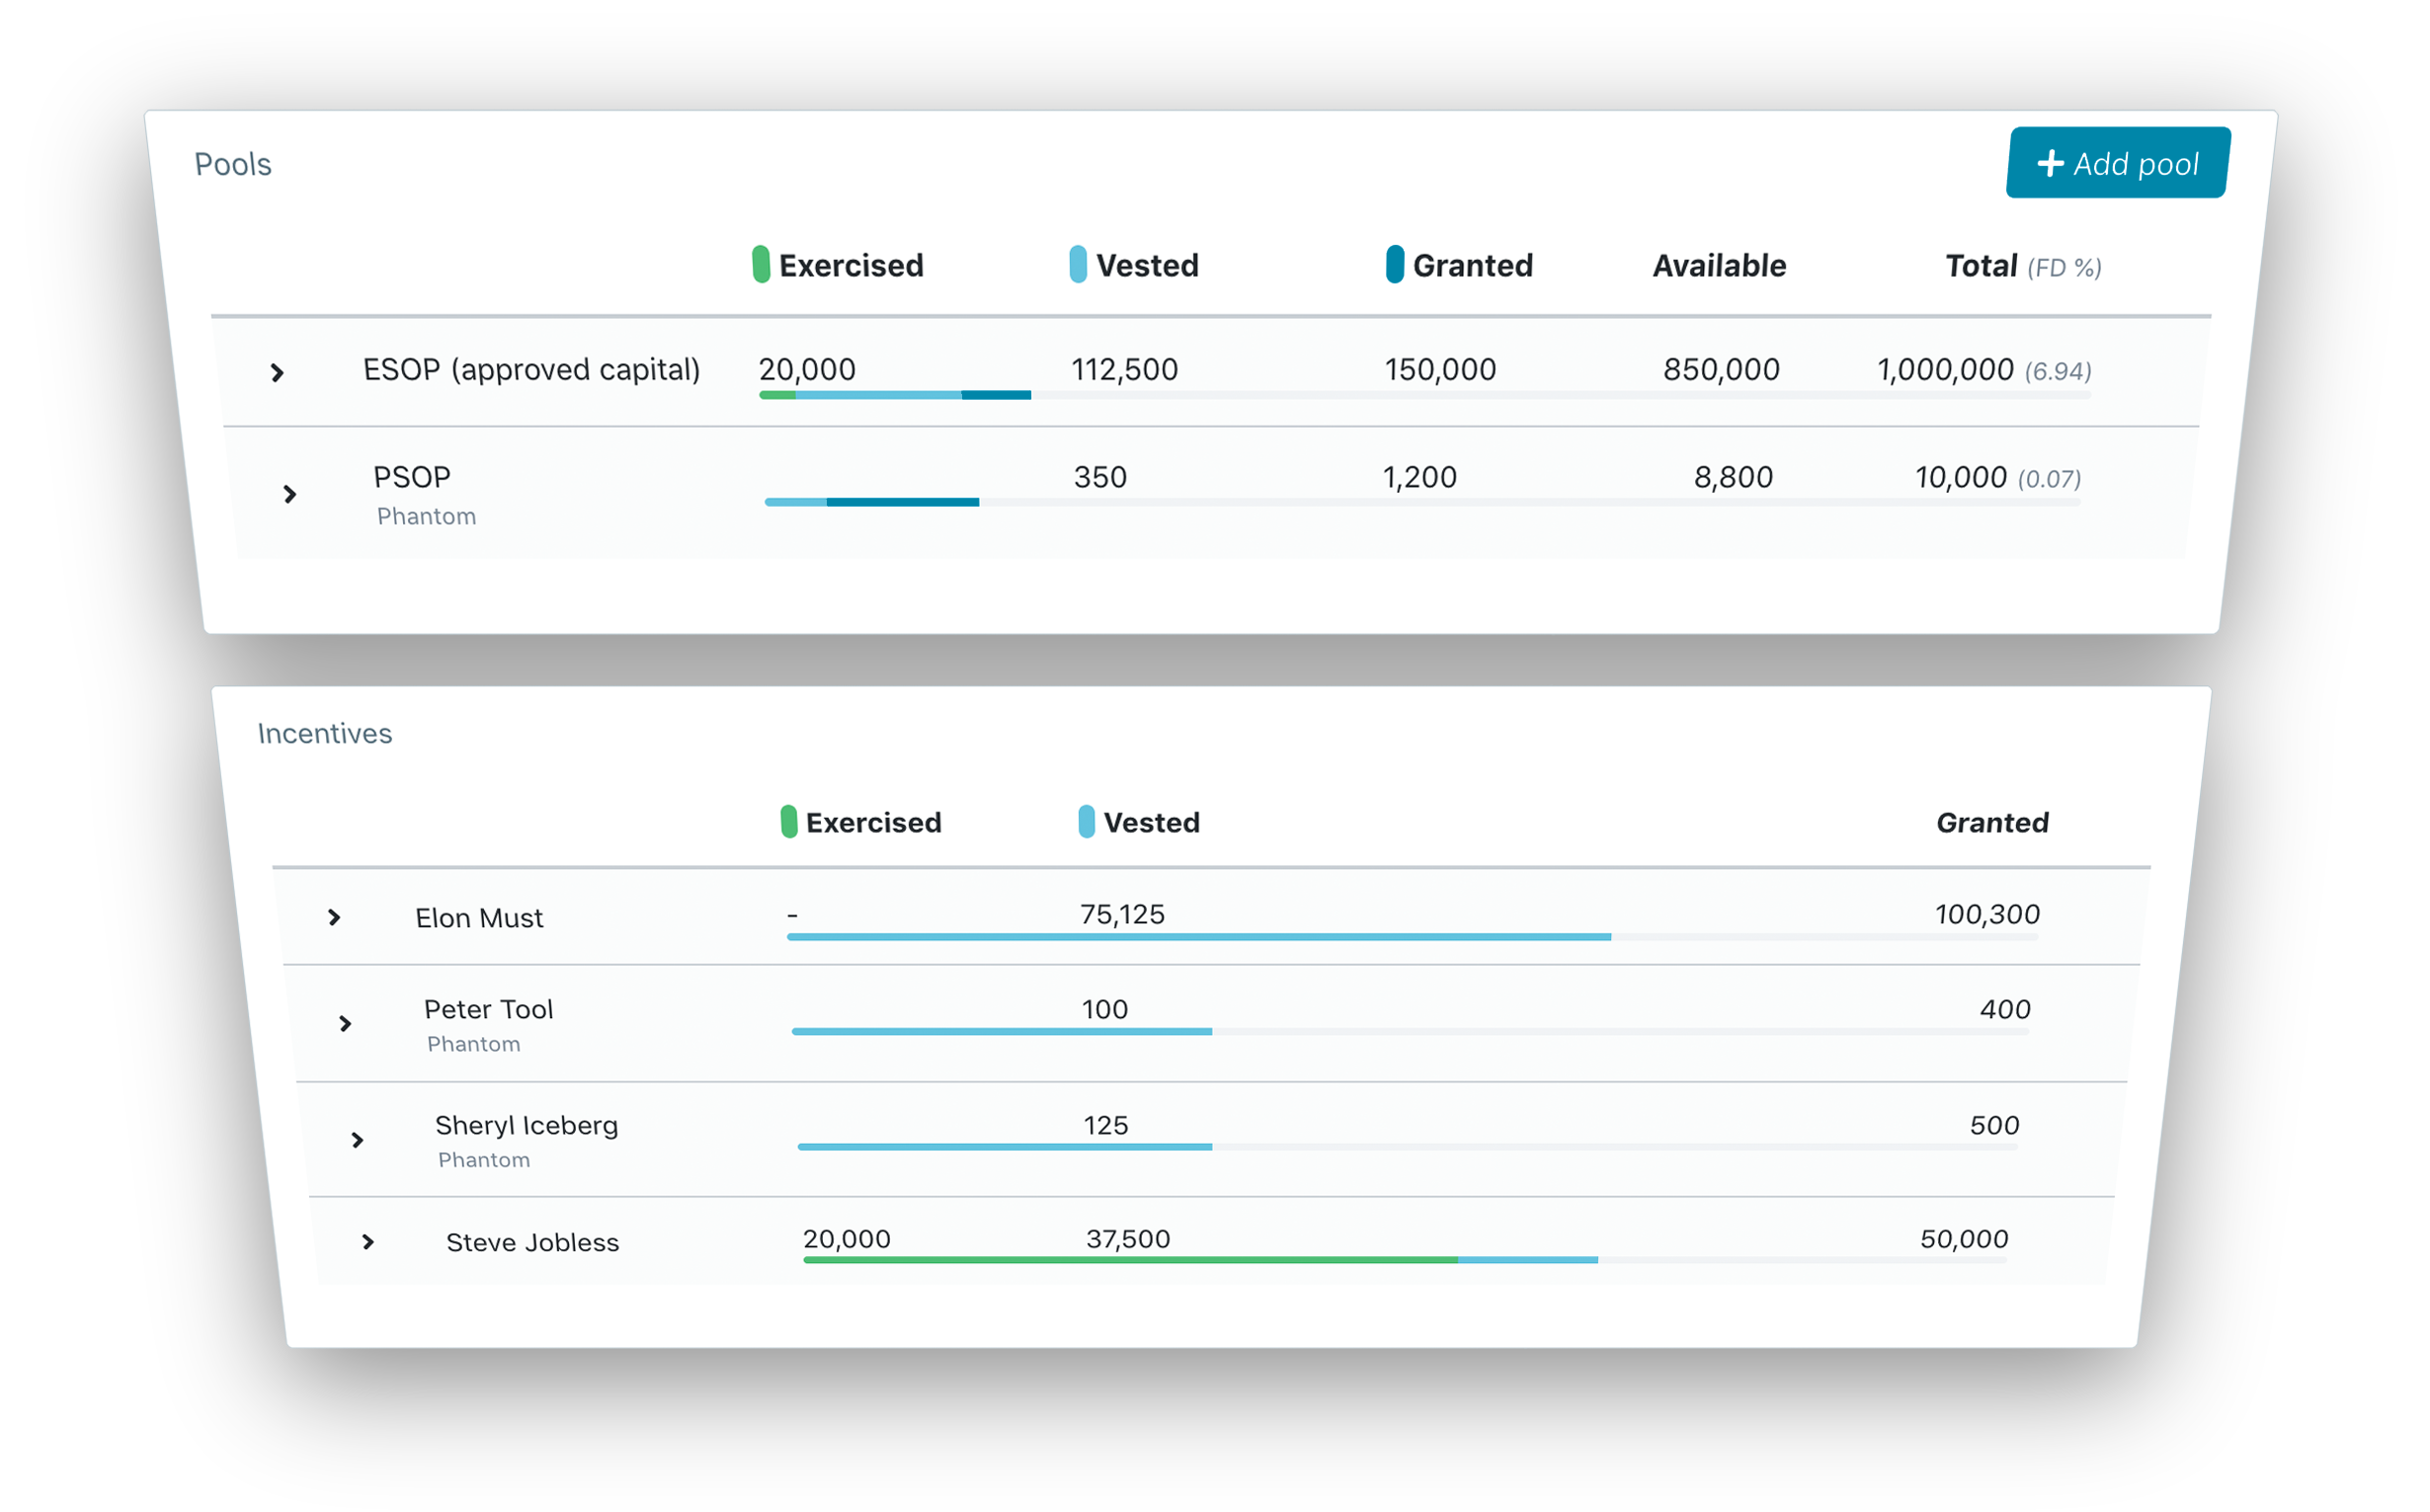 Pools
+ Add pool
Exercised Vested Granted Available Total (FD %)
ESOP (approved capital) 20,000 112,500 150,000 850,000 1,000,000 (6.94)
PSOP 350 1,200 8,800 10,000 (0.07)
Phantom
Incentives
Exercised Vested Granted
Elon Must - 75,125 100,300
Peter Tool 100 400
Phantom
Sheryl Iceberg 125 500
Phantom
Steve Jobless 20,000 37,500 50,000